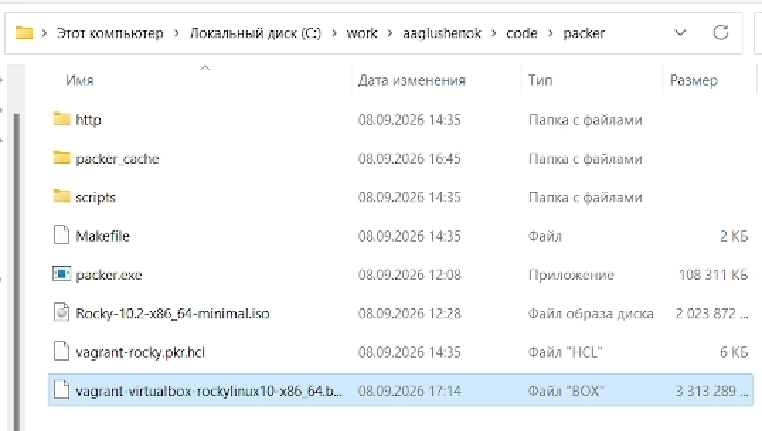 Этот компьютер > Локальный диск (C:) > work > aaglushenok > code > packer
Имя Дата изменения Тип Размер
http 08.09.2026 14:35 Папка с файлами
packer_cache 08.09.2026 16:45 Папка с файлами
scripts 08.09.2026 14:35 Папка с файлами
Makefile 08.09.2026 14:35 Файл 2 КБ
packer.exe 08.09.2026 12:08 Приложение 108 311 КБ
Rocky-10.2-x86_64-minimal.iso 08.09.2026 12:28 Файл образа диска 2 023 872 ...
vagrant-rocky.pkr.hcl 08.09.2026 14:35 Файл "HCL" 6 КБ
vagrant-virtualbox-rockylinux10-x86_64.b... 08.09.2026 17:14 Файл "BOX" 3 313 289 ...